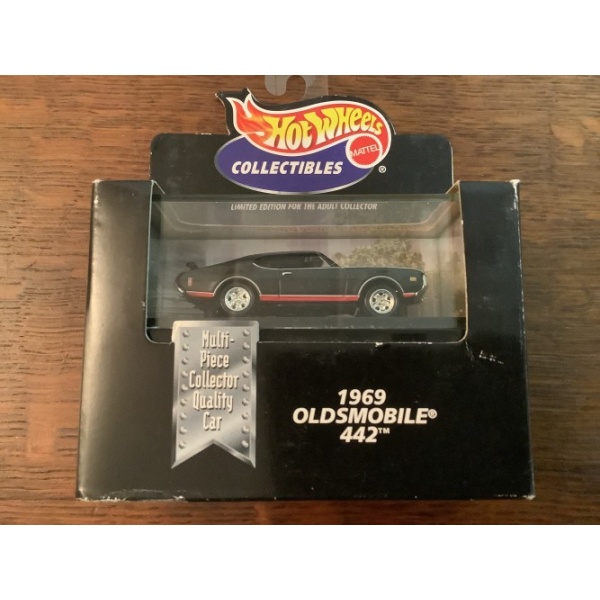 HOT WHEELS
MATTEL
®
COLLECTIBLES
LIMITED EDITION FOR THE ADULT COLLECTOR
Multi-
Piece
Collector
Quality
Car
1969
OLDSMOBILE®
442™